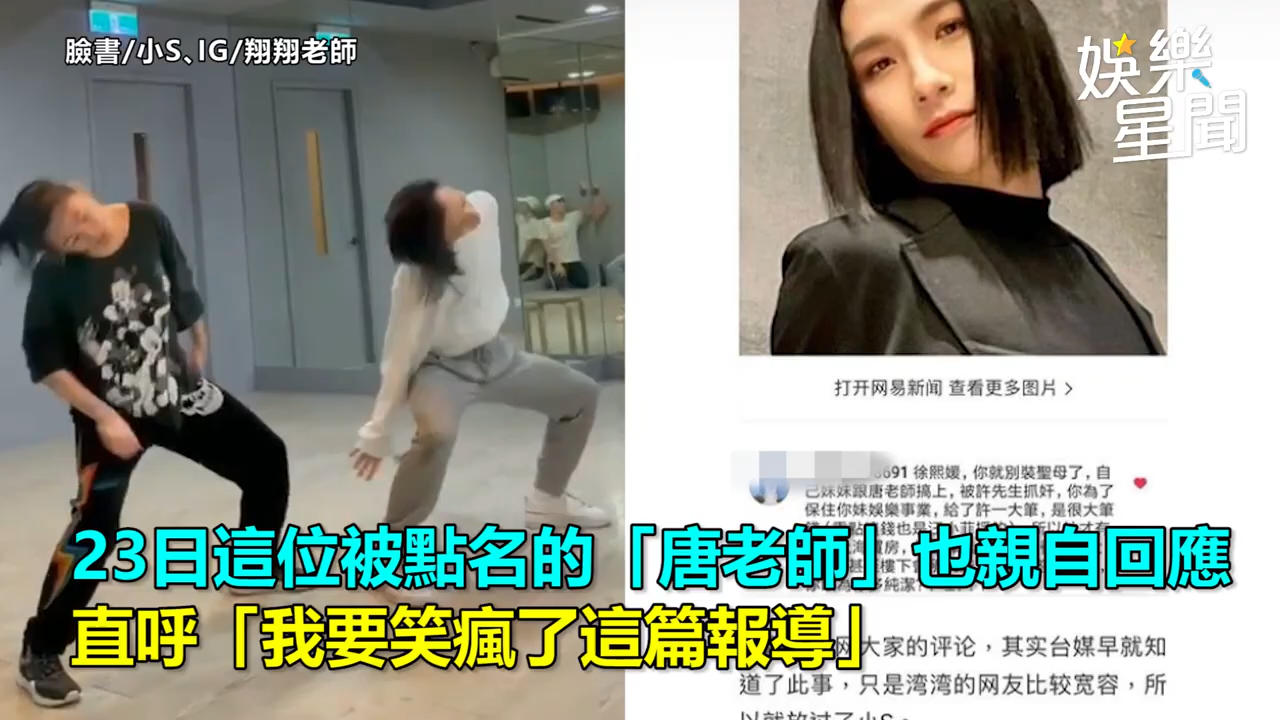 臉書/小S、IG/翔翔老師
娛樂
星聞
打开网易新闻 查看更多图片 >
6691 徐熙媛，你就別裝聖母了，自
己妹妹跟唐老師搞上，被許先生抓奸，你為了
保住你妹娛樂事業，給了許一大筆，是很大筆
23日這位被點名的「唐老師」也親自回應
直呼「我要笑瘋了這篇報導」
网大家的评论，其实台媒早就知
道了此事，只是湾湾的网友比较宽容，所
以就放过了小S。